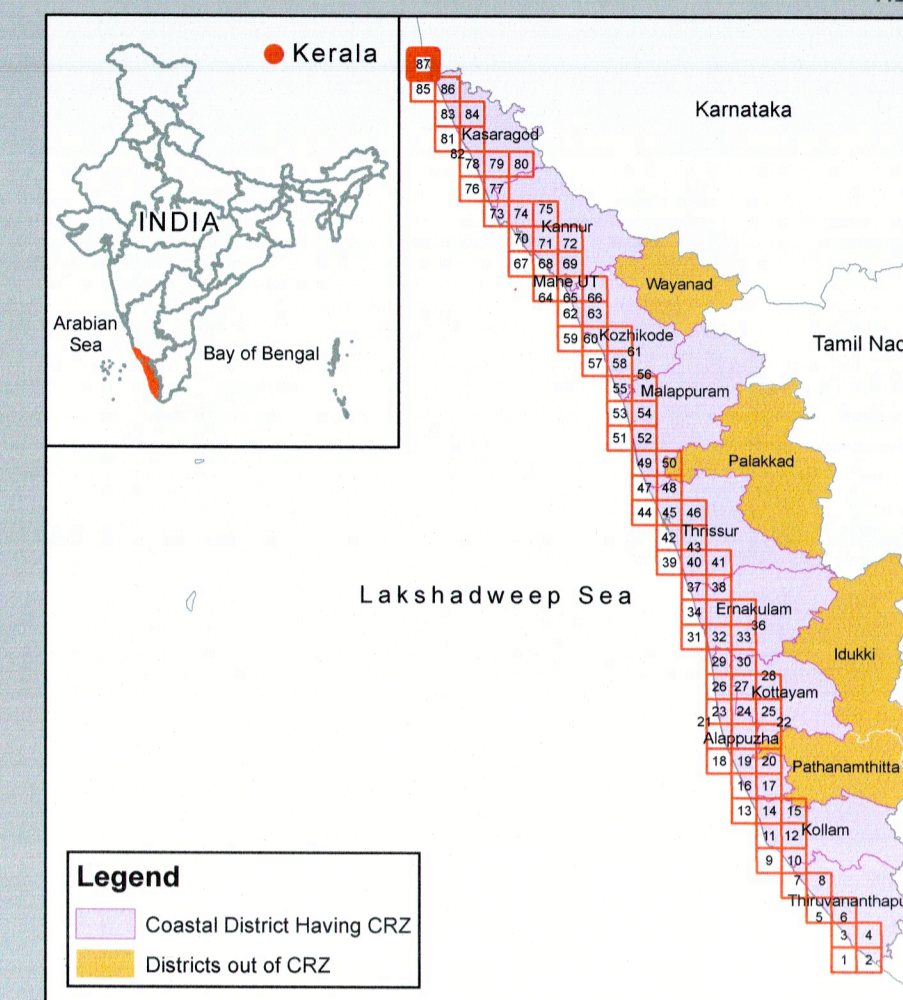 Kerala
INDIA
Arabian
Sea
Bay of Bengal
Karnataka
Tamil Nad
Lakshadweep Sea
87
85 86
83 84
Kasaragod
81
82
78 79 80
76 77
75
73 74
Kannur
70 71 72
67 68 69
Mahe UT
64 65 66
Wayanad
62 63
59 60 Kozhikode
61
57 58
56
55 Malappuram
53 54
51 52
49 50 Palakkad
47 48
44 45 46
42 Thrissur
43
39 40 41
37 38
34 Ernakulam
36
31 32 33
29 30
Idukki
28
26 27 Kottayam
23 24 25
21 22
Alappuzha
18 19 20 Pathanamthitta
16 17
13 14 15
11 12 Kollam
9 10
7 8
Thiruvananthapu
5 6
3 4
1 2
Legend
Coastal District Having CRZ
Districts out of CRZ